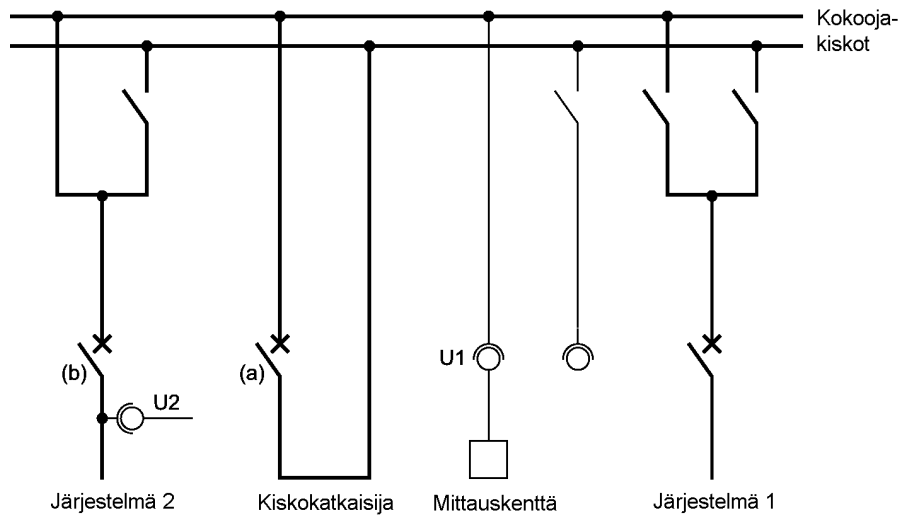 Kokooja-
kiskot
U1
(b)
(a)
U2
Järjestelmä 2
Kiskokatkaisija
Mittauskenttä
Järjestelmä 1